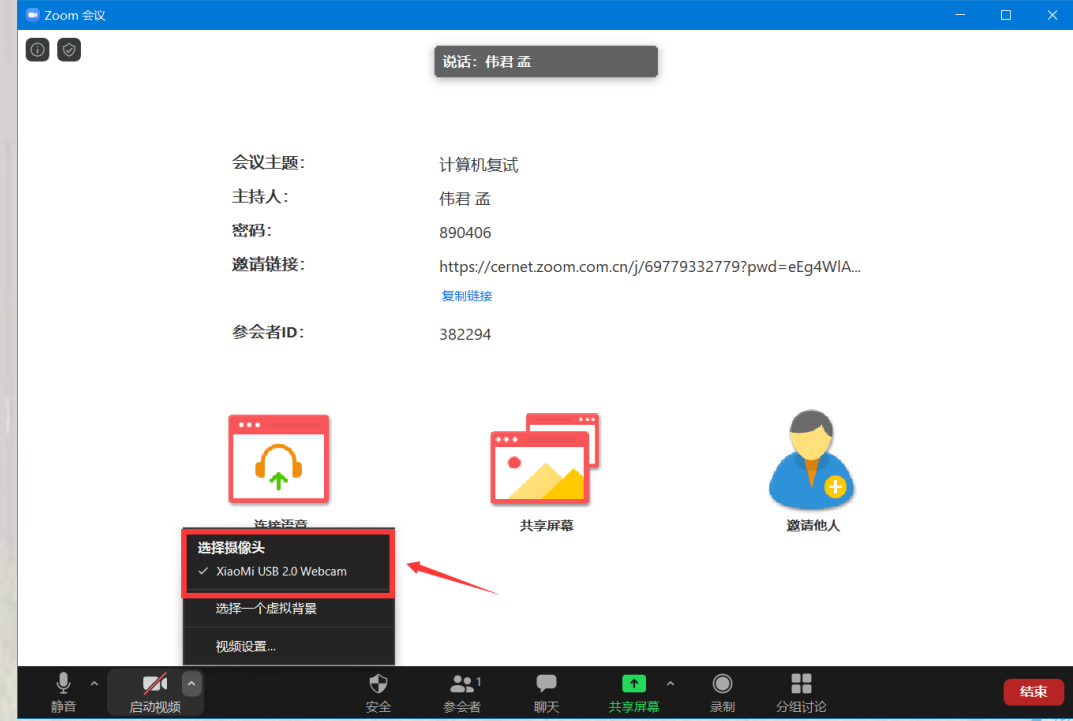 Zoom 会议
说话: 伟君 孟
会议主题:
计算机复试
主持人:
伟君 孟
密码:
890406
邀请链接:
https://cernet.zoom.com.cn/j/69779332779?pwd=eEg4WlA...
复制链接
参会者ID:
382294
连接语音
共享屏幕
邀请他人
选择摄像头
✓ XiaoMi USB 2.0 Webcam
选择一个虚拟背景
视频设置...
静音
启动视频
安全
参会者
1
聊天
共享屏幕
录制
分组讨论
结束